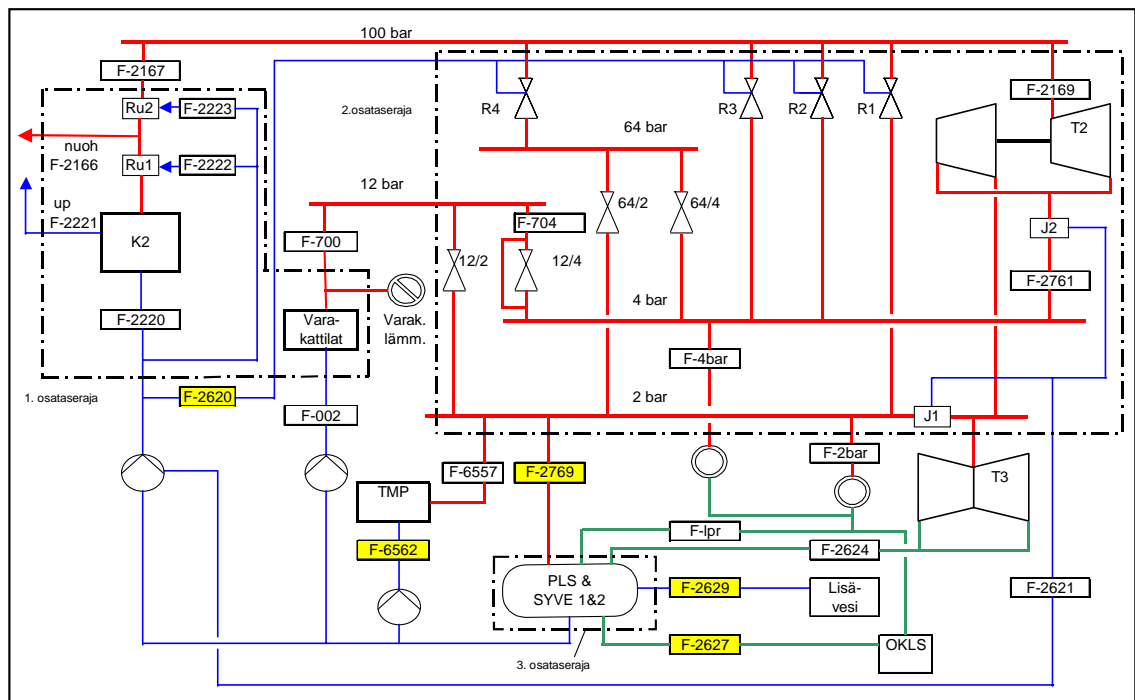 100 bar
F-2167
Ru2
F-2223
nuoh
F-2166
Ru1
F-2222
up
F-2221
K2
F-2220
1. osataseraja
F-2620
2.osataseraja
R4
R3
R2
R1
F-2169
T2
64 bar
12 bar
F-704
64/2
64/4
J2
F-700
12/2
12/4
F-2761
Vara-
kattilat
Varak.
lämm.
4 bar
F-4bar
2 bar
J1
F-002
F-6557
F-2769
F-2bar
T3
TMP
F-lpr
F-6562
F-2624
PLS &
SYVE 1&2
F-2629
Lisä-
vesi
F-2621
F-2627
OKLS
3. osataseraja